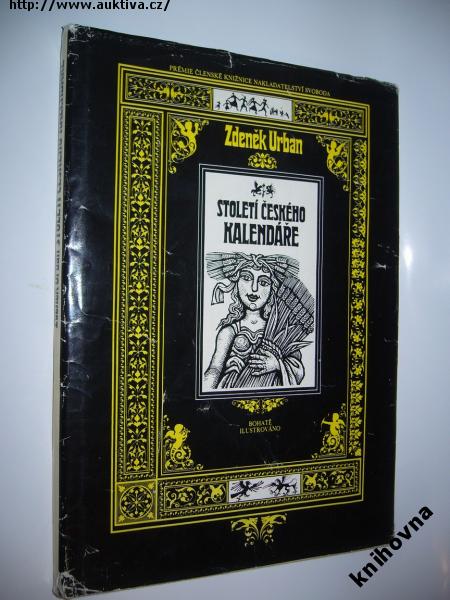 http://www.auktiva.cz/
PRÉMIE ČLENSKÉ KNIŽNICE NAKLADATELSTVÍ SVOBODA
Zdeněk Urban
STOLETÍ ČESKÉHO
KALENDÁŘE
BOHATĚ
ILUSTROVÁNO
knihovna